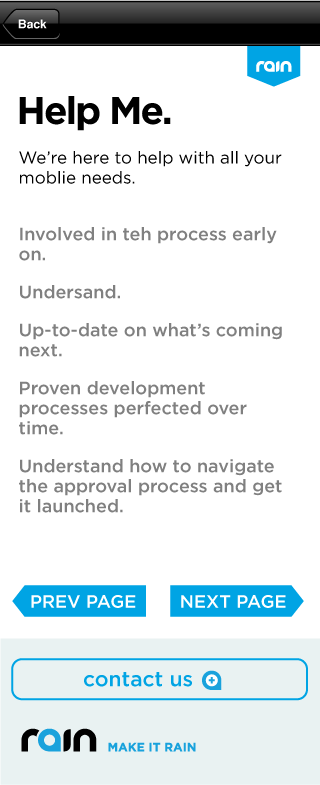 Back
rain
Help Me.
We're here to help with all your
moblie needs.
Involved in teh process early
on.
Undersand.
Up-to-date on what's coming
next.
Proven development
processes perfected over
time.
Understand how to navigate
the approval process and get
it launched.
PREV PAGE
NEXT PAGE
contact us
rain MAKE IT RAIN